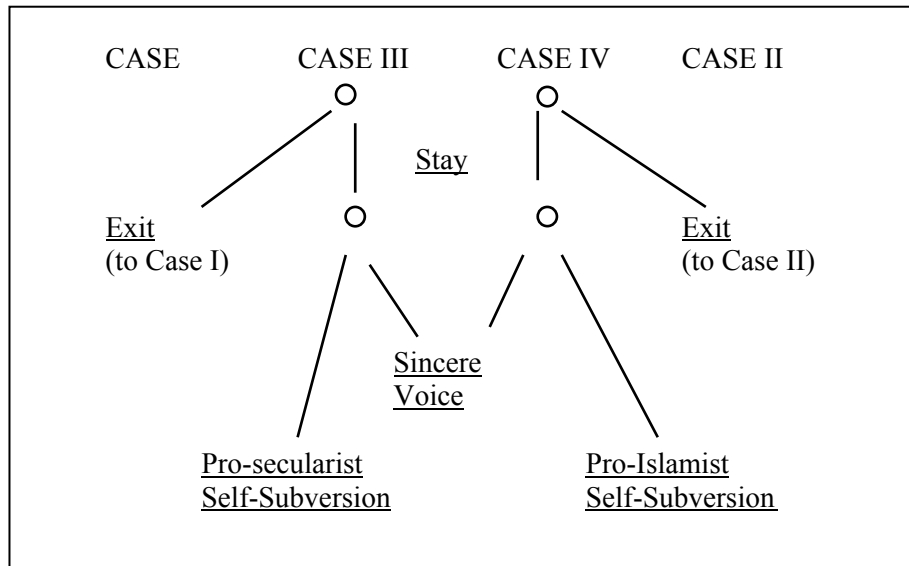 CASE CASE III CASE IV CASE II
Stay
Exit
(to Case I)
Exit
(to Case II)
Sincere
Voice
Pro-secularist
Self-Subversion
Pro-Islamist
Self-Subversion